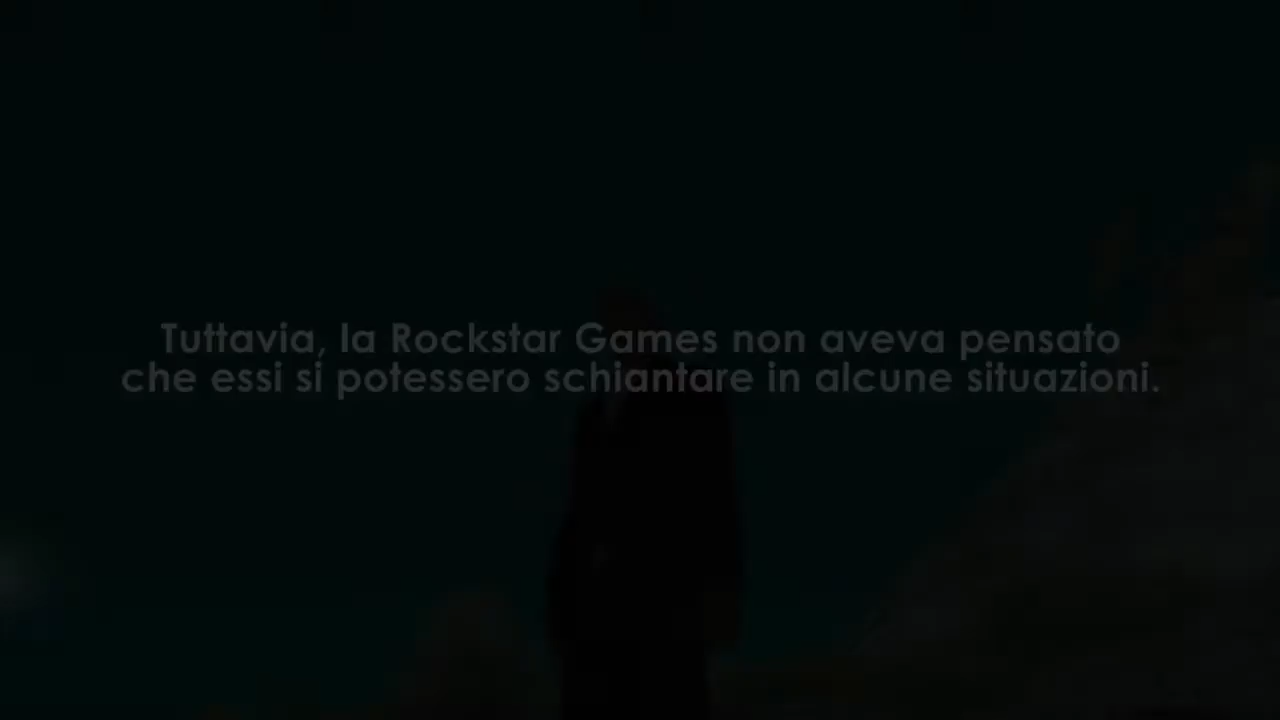 Tuttavia, la Rockstar Games non aveva pensato
che essi si potessero schiantare in alcune situazioni.